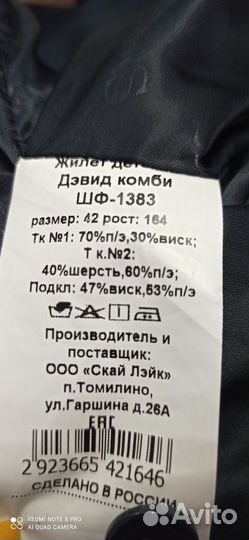 Жилет дет
Дэвид комби
ШФ-1383
размер: 42 рост: 164
Тк №1: 70%п/э,30%виск;
Т к.№2:
40%шерсть,60%п/э;
Подкл: 47%виск,53%п/э
Производитель и
поставщик:
ООО «Скай Лэйк»
п.Томилино,
ул.Гаршина д.26А
ЕАС
2 923665 421646
СДЕЛАНО В РОССИИ
REDMI NOTE 8 PRO
AI QUAD CAMERA
Avito